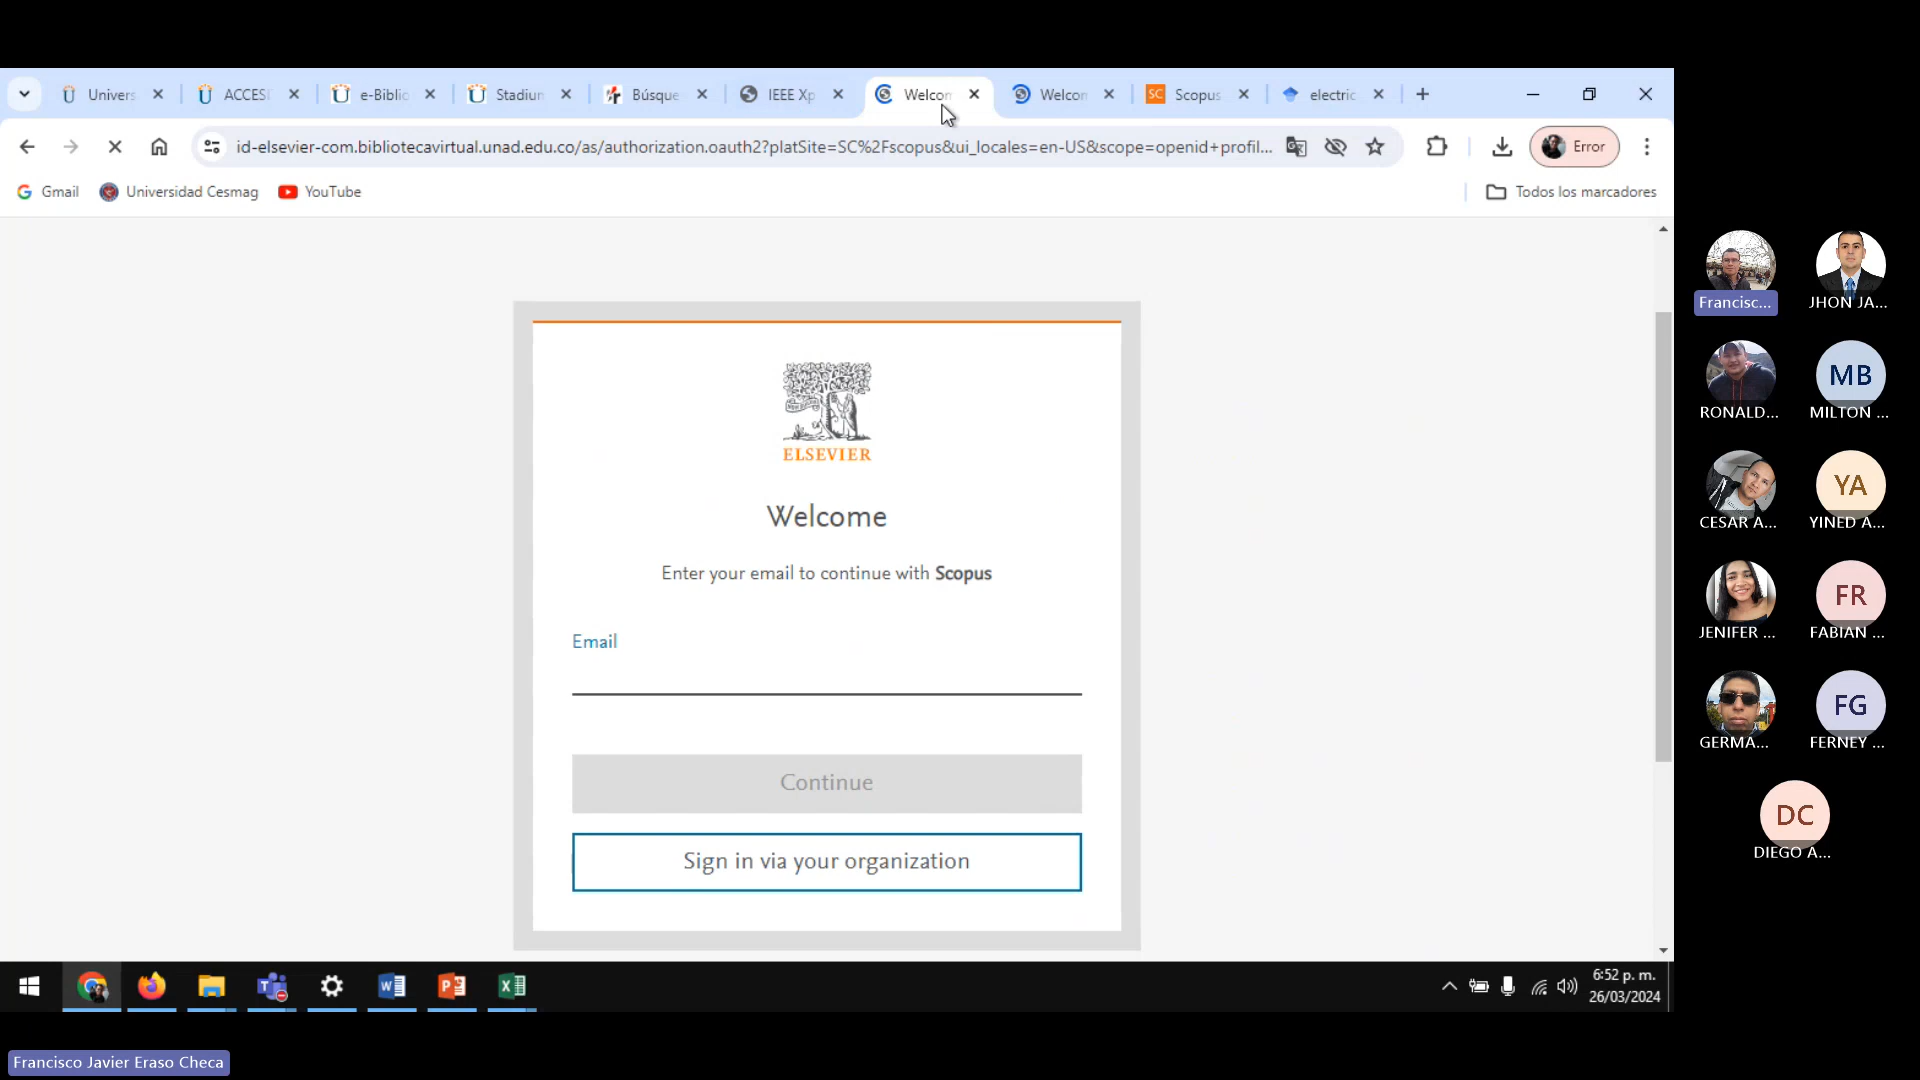 Univers
ACCESI
e-Biblio
Stadium
Búsque
IEEE Xp
Welcom
Welcom
Scopus
electric
id-elsevier-com.bibliotecavirtual.unad.edu.co/as/authorization.oauth2?platSite=SC%2Fscopus&ui_locales=en-US&scope=openid+profil...
Error
Gmail
Universidad Cesmag
YouTube
Todos los marcadores
ELSEVIER
Welcome
Enter your email to continue with Scopus
Email
Continue
Sign in via your organization
Francisc...
JHON JA...
RONALD...
MB
MILTON ...
CESAR A...
YA
YINED A...
JENIFER ...
FR
FABIAN ...
GERMA...
FG
FERNEY ...
DC
DIEGO A...
6:52 p. m.
26/03/2024
Francisco Javier Eraso Checa